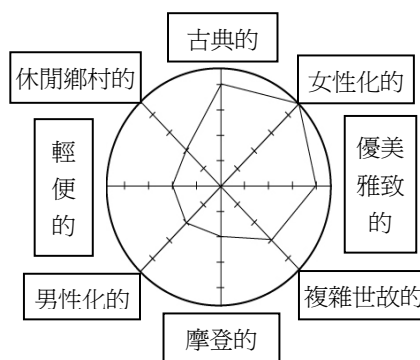 古典的
休閒鄉村的
女性化的
輕
便
的
優美
雅致
的
男性化的
複雜世故的
摩登的